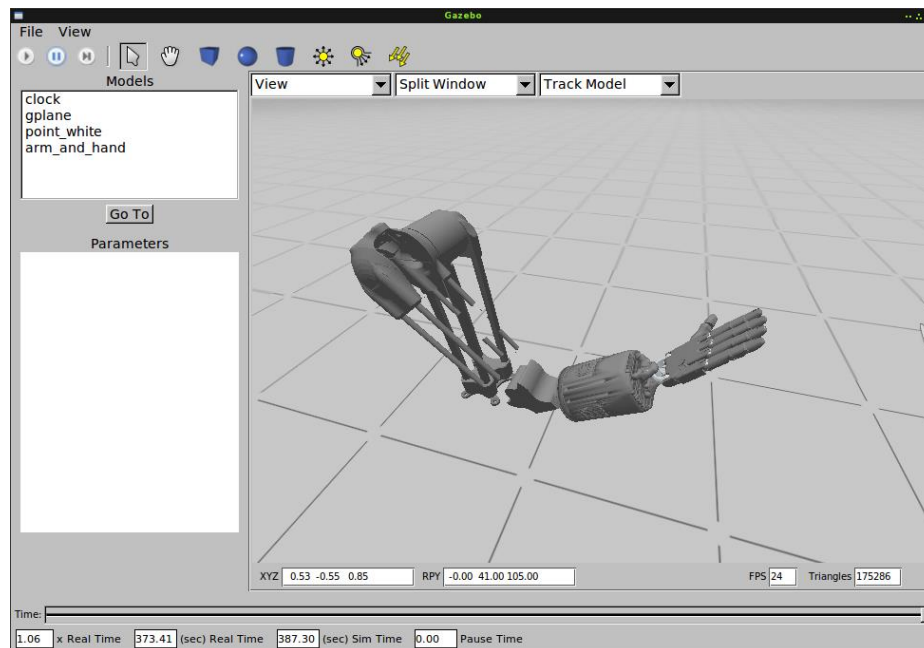 Gazebo
File View
Models
clock
gplane
point_white
arm_and_hand
Go To
Parameters
View Split Window Track Model
XYZ 0.53 -0.55 0.85 RPY -0.00 41.00 105.00 FPS 24 Triangles 175286
Time:
1.06 x Real Time 373.41 (sec) Real Time 387.30 (sec) Sim Time 0.00 Pause Time